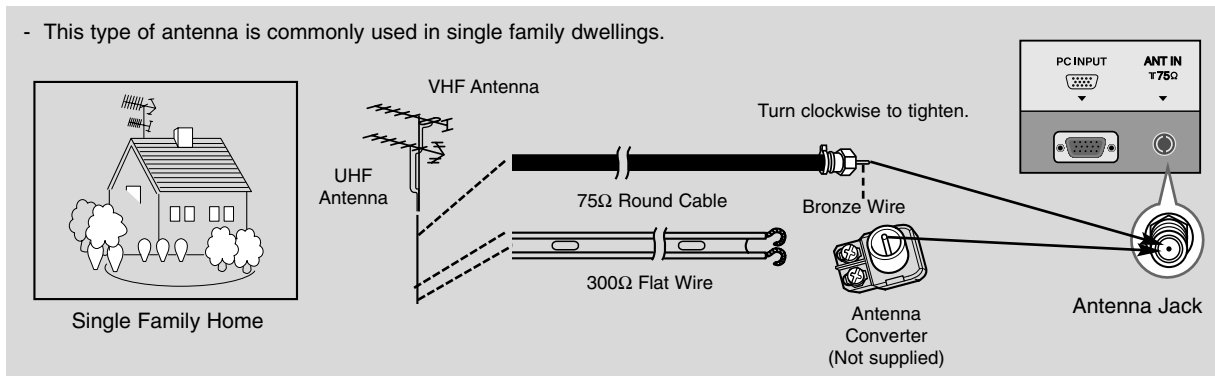 - This type of antenna is commonly used in single family dwellings.
PC INPUT
ANT IN
75Ω
VHF Antenna
Turn clockwise to tighten.
UHF
Antenna
75Ω Round Cable
Bronze Wire
300Ω Flat Wire
Single Family Home
Antenna
Converter
(Not supplied)
Antenna Jack